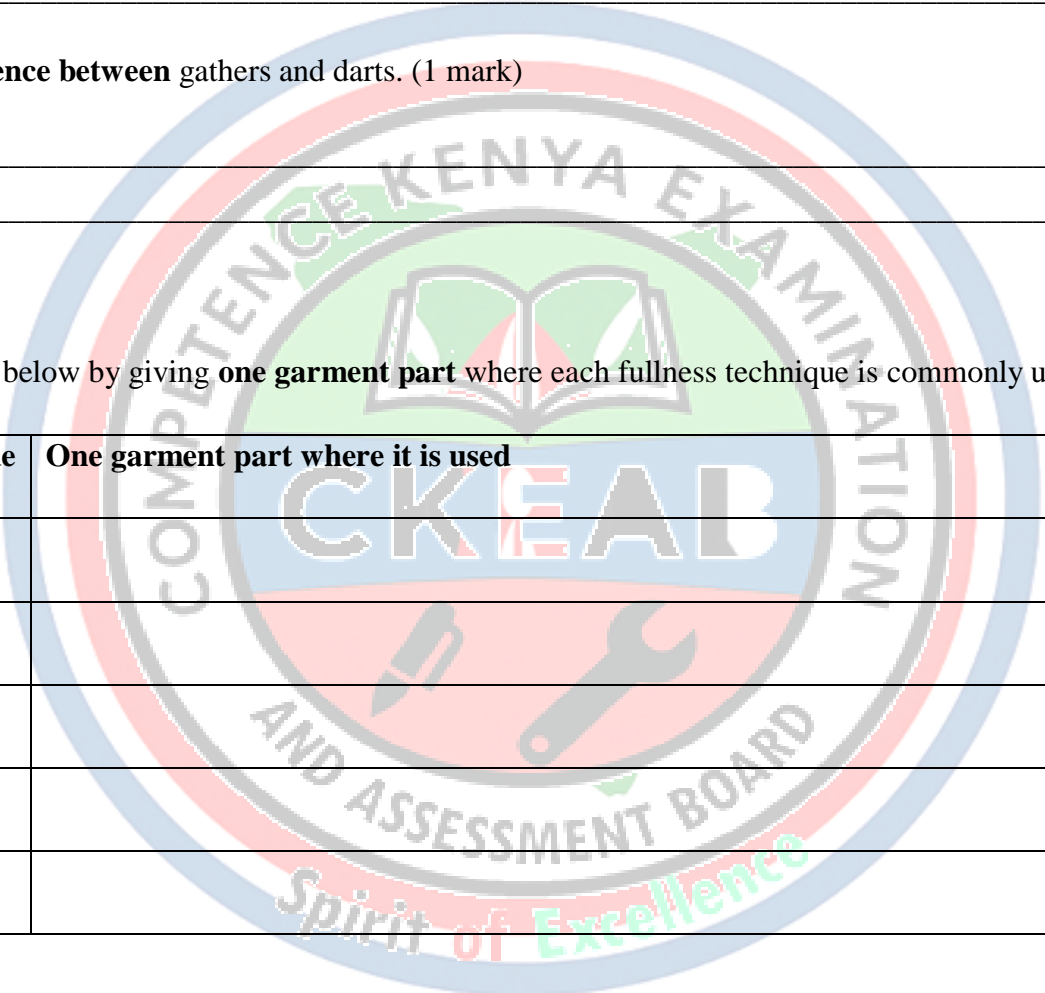 ence between gathers and darts. (1 mark)
below by giving one garment part where each fullness technique is commonly u
e One garment part where it is used
COMPETENCE KENYA EXAMINATION
CKEAB
AND ASSESSMENT BOARD
Spirit of Excellence